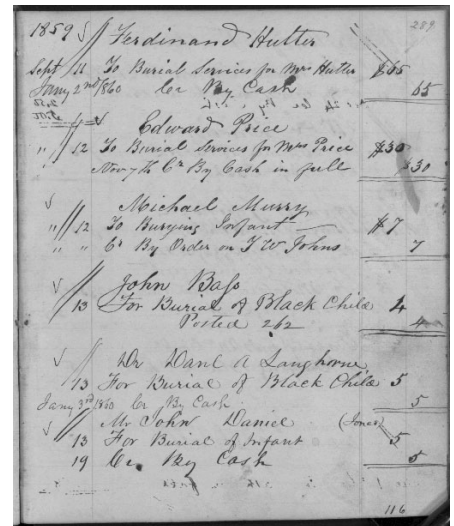 289
1859 Ferdinand Hutter
Sept 11 To Burial Services for Mrs Hutter $65
Jany 2nd 1860 Cr By Cash 65
Edward Price
" 12 To Burial Services for Mrs Price $30
Nov 7th Cr By Cash in full $30
Michael Murry
" 12 To Burying Infant $7
" " Cr By Order on T W Johns 7
John Bass
13 For Burial of Black Child 4
Posted 262 4
Dr Danl A Langhorne
13 For Burial of Black Child 5
Jany 3rd 1860 Cr By Cash 5
Mr John Daniel (Jones)
13 For Burial of Infant 5
19 Cr By Cash 5
116